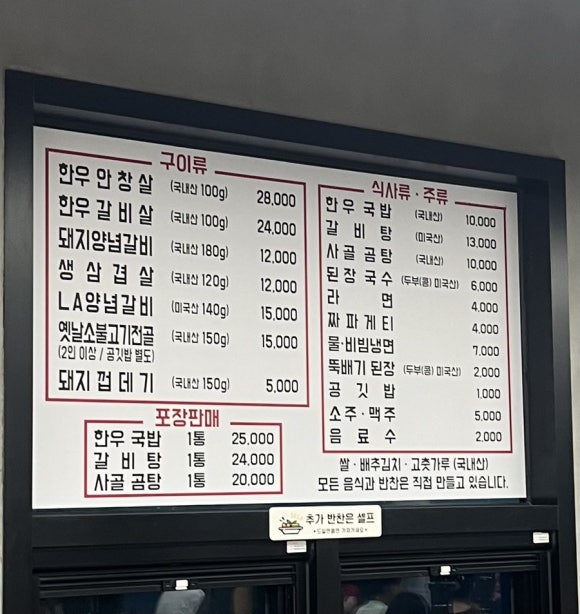 구이류
한우 안창살 (국내산 100g) 28,000
한우 갈비살 (국내산 100g) 24,000
돼지양념갈비 (국내산 180g) 12,000
생삼겹살 (국내산 120g) 12,000
LA양념갈비 (미국산 140g) 15,000
옛날소불고기전골 (국내산 150g) 15,000
(2인 이상 / 공깃밥 별도)
돼지 껍데기 (국내산 150g) 5,000
포장판매
한우 국밥 1통 25,000
갈비탕 1통 24,000
사골 곰탕 1통 20,000
식사류 · 주류
한우국밥 (국내산) 10,000
갈비탕 (미국산) 13,000
사골곰탕 (국내산) 10,000
된장국수 (두부(콩) 미국산) 6,000
라면 4,000
짜파게티 4,000
물·비빔냉면 7,000
뚝배기 된장 (두부(콩) 미국산) 2,000
공깃밥 1,000
소주·맥주 5,000
음료수 2,000
쌀 · 배추김치 · 고춧가루 (국내산)
모든 음식과 반찬은 직접 만들고 있습니다.
추가 반찬은 셀프